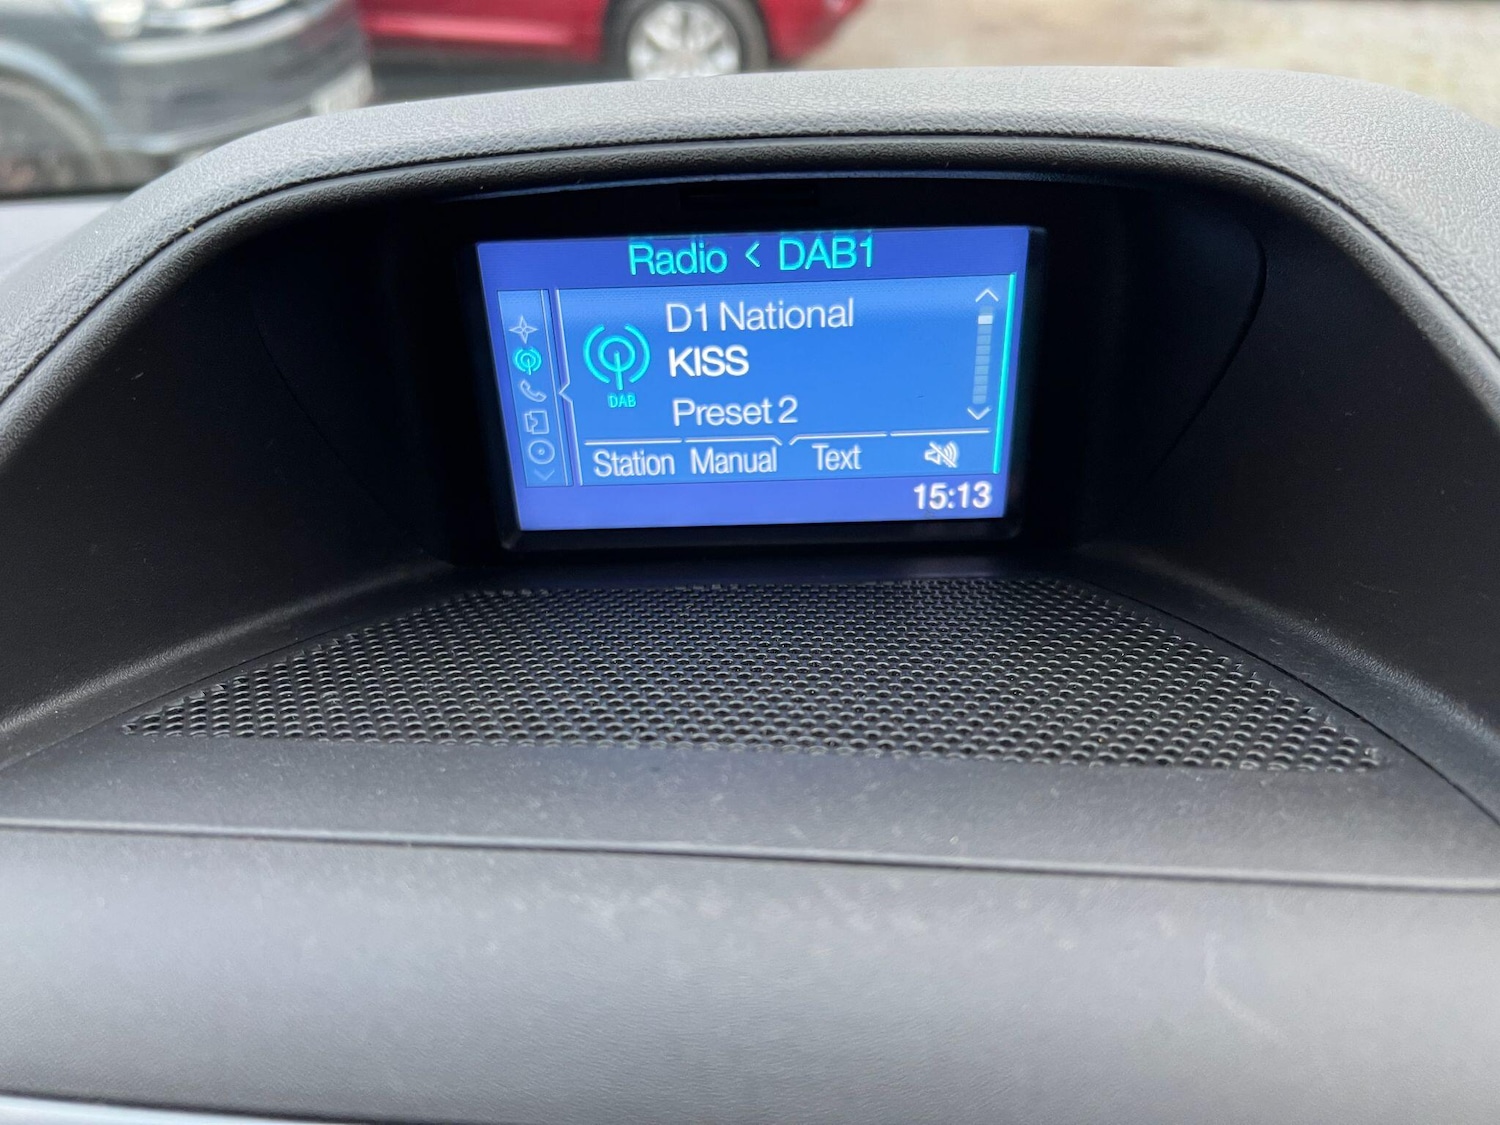 Radio < DAB1
D1 National
KISS
DAB
Preset 2
Station Manual Text
15:13